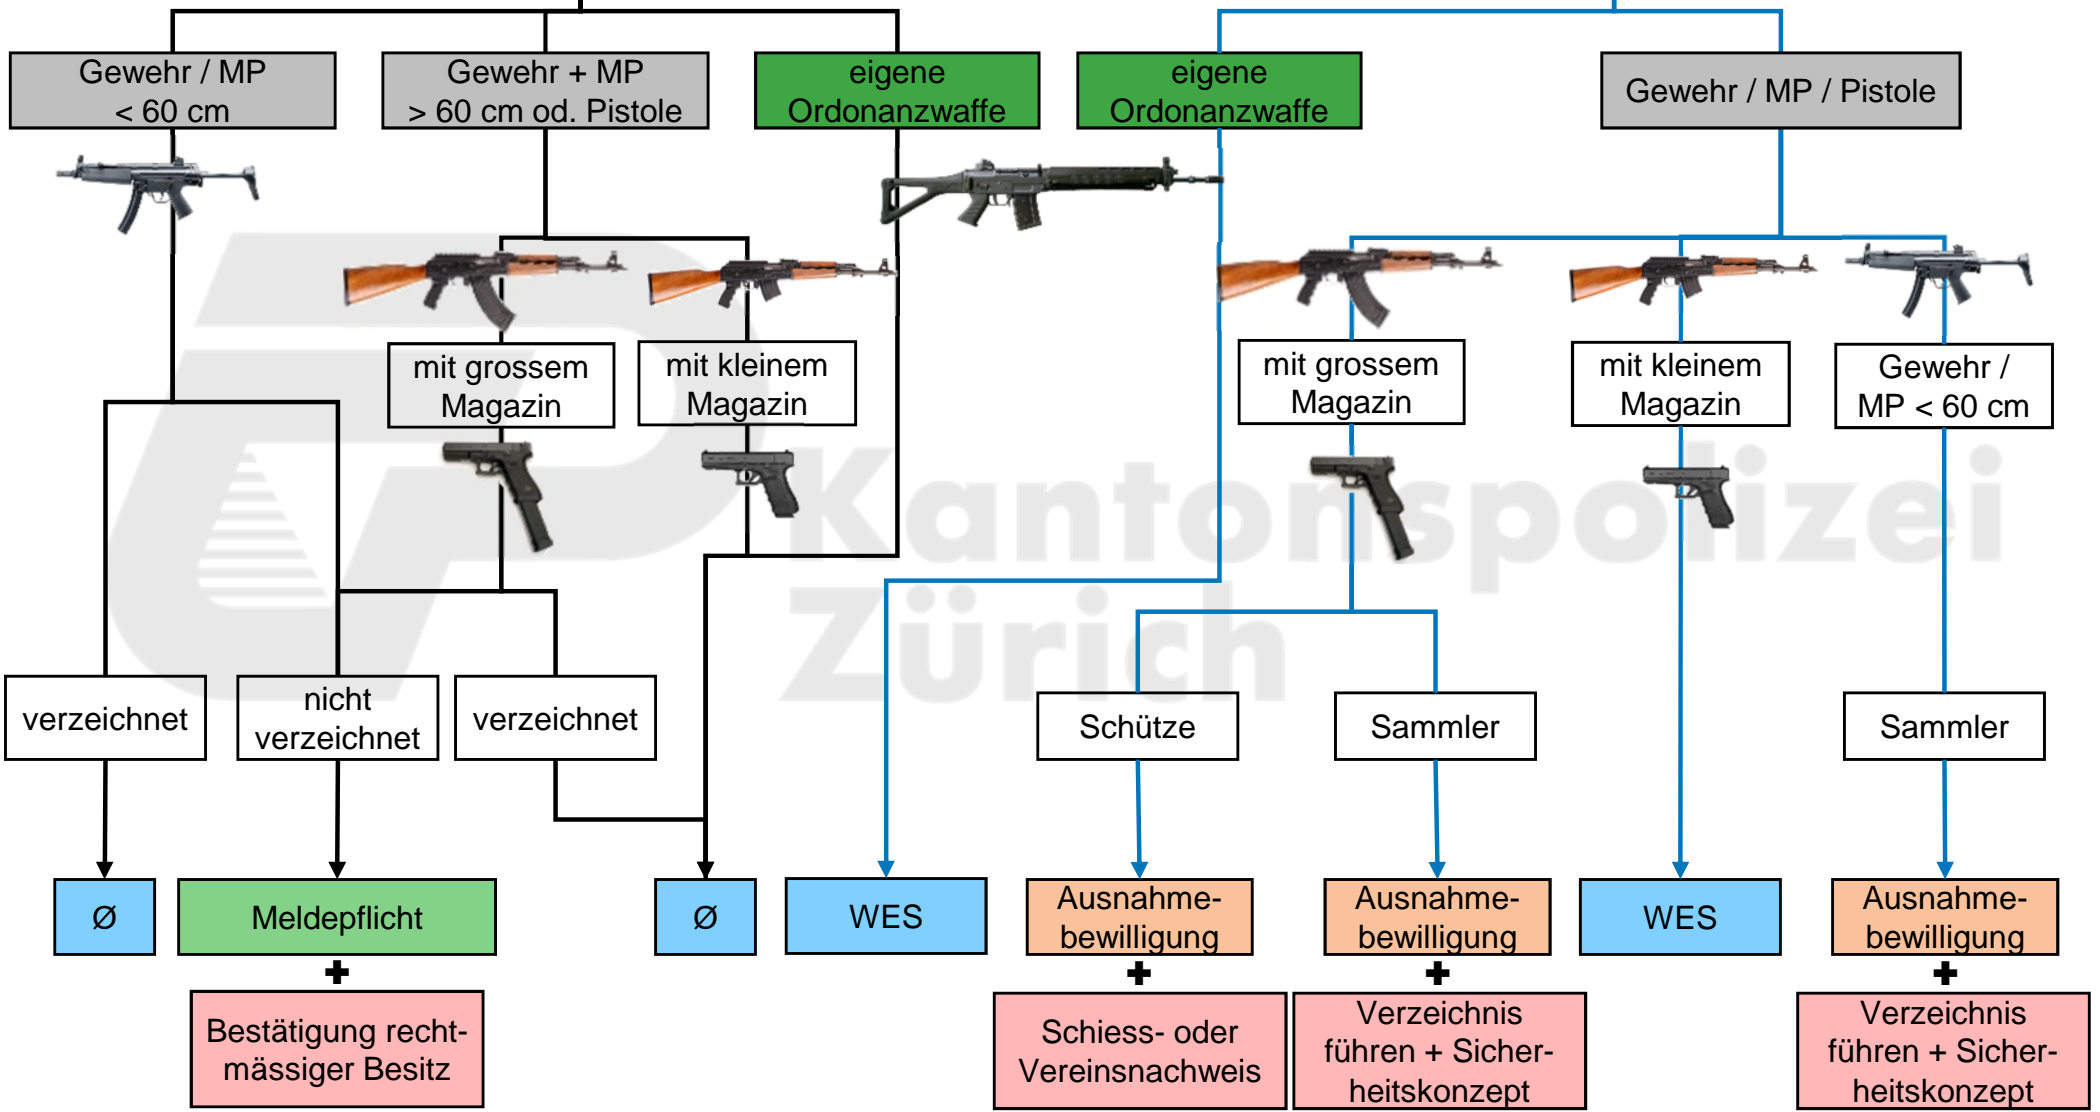 Gewehr / MP
< 60 cm
Gewehr + MP
> 60 cm od. Pistole
eigene
Ordonanzwaffe
eigene
Ordonanzwaffe
Gewehr / MP / Pistole
mit grossem
Magazin
mit kleinem
Magazin
mit grossem
Magazin
mit kleinem
Magazin
Gewehr /
MP < 60 cm
Kantonspolizei
Zürich
verzeichnet
nicht
verzeichnet
verzeichnet
Schütze
Sammler
Sammler
Ø
Meldepflicht
Ø
WES
Ausnahme-
bewilligung
Ausnahme-
bewilligung
WES
Ausnahme-
bewilligung
+
+
+
+
Bestätigung recht-
mässiger Besitz
Schiess- oder
Vereinsnachweis
Verzeichnis
führen + Sicher-
heitskonzept
Verzeichnis
führen + Sicher-
heitskonzept